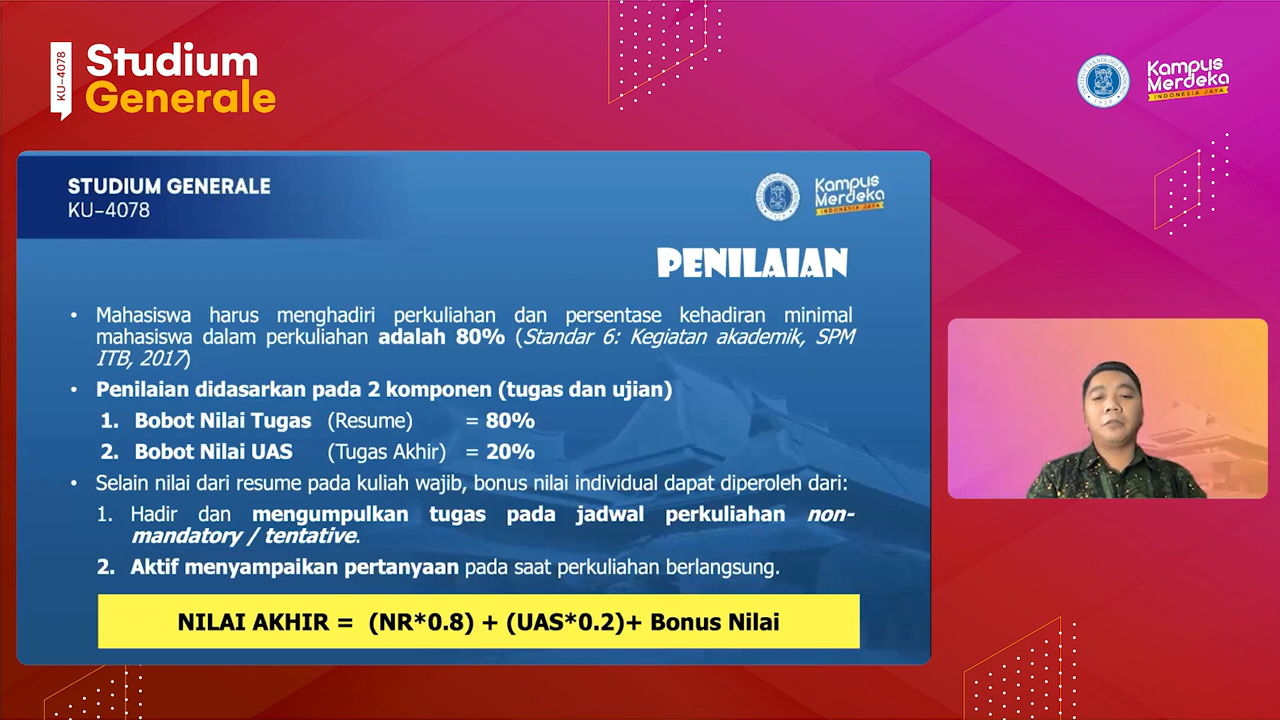 KU-4078
Studium
Generale
INSTITUT TEKNOLOGI BANDUNG
1920
Kampus
Merdeka
INDONESIA JAYA
STUDIUM GENERALE
KU-4078
Kampus
Merdeka
INDONESIA JAYA
PENILAIAN
• Mahasiswa harus menghadiri perkuliahan dan persentase kehadiran minimal
mahasiswa dalam perkuliahan adalah 80% (Standar 6: Kegiatan akademik, SPM
ITB, 2017)
• Penilaian didasarkan pada 2 komponen (tugas dan ujian)
1. Bobot Nilai Tugas (Resume) = 80%
2. Bobot Nilai UAS (Tugas Akhir) = 20%
• Selain nilai dari resume pada kuliah wajib, bonus nilai individual dapat diperoleh dari:
1. Hadir dan mengumpulkan tugas pada jadwal perkuliahan non-
mandatory / tentative.
2. Aktif menyampaikan pertanyaan pada saat perkuliahan berlangsung.
NILAI AKHIR = (NR*0.8) + (UAS*0.2)+ Bonus Nilai